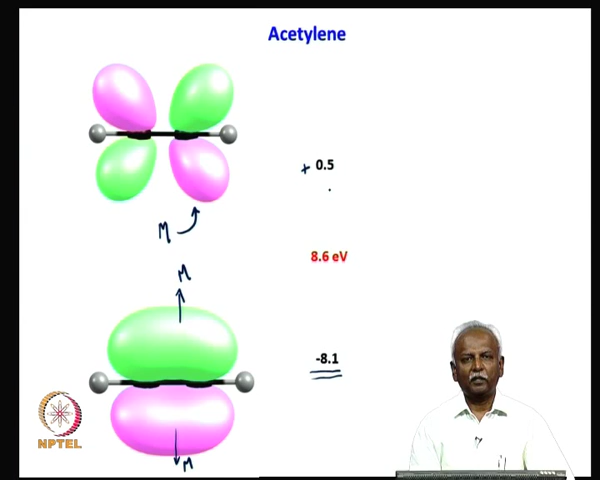 Acetylene
+ 0.5
M
M
8.6 eV
-8.1
M
NPTEL